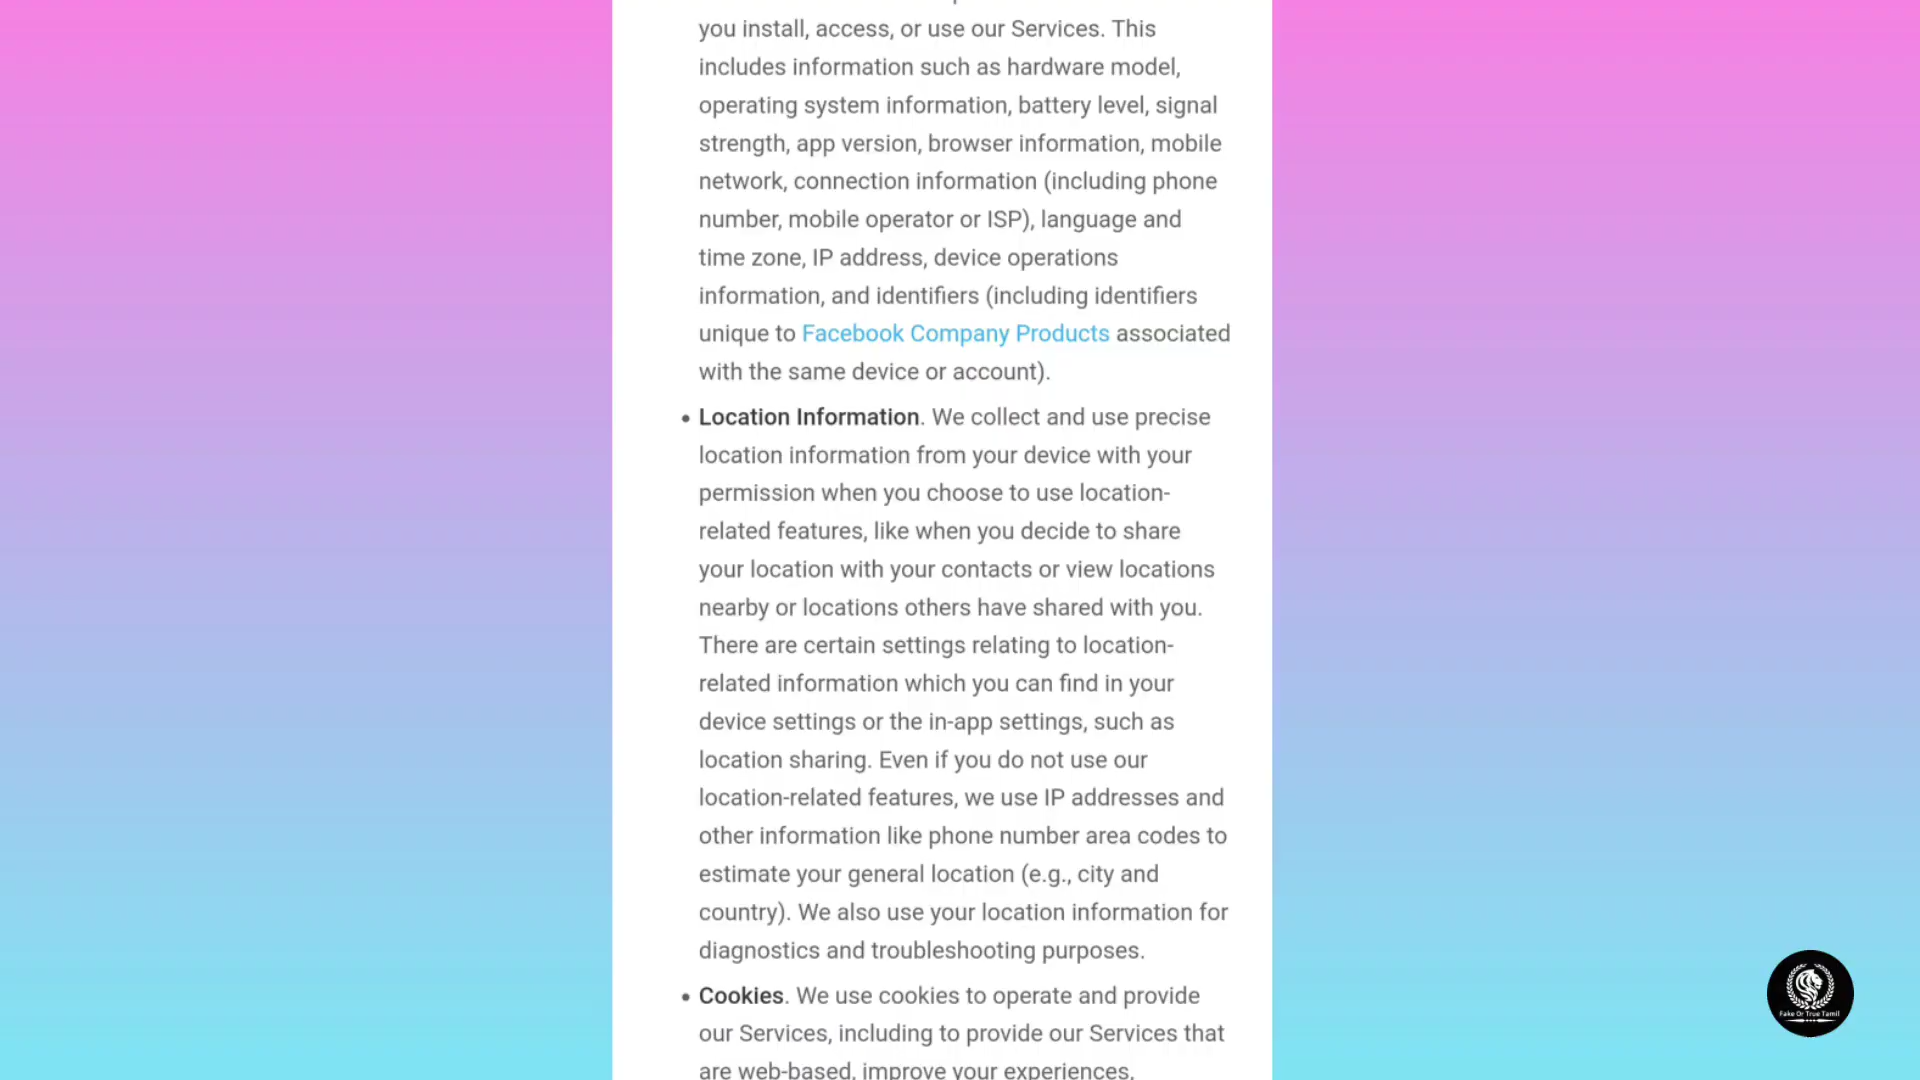 you install, access, or use our Services. This
includes information such as hardware model,
operating system information, battery level, signal
strength, app version, browser information, mobile
network, connection information (including phone
number, mobile operator or ISP), language and
time zone, IP address, device operations
information, and identifiers (including identifiers
unique to Facebook Company Products associated
with the same device or account).
• Location Information. We collect and use precise
location information from your device with your
permission when you choose to use location-
related features, like when you decide to share
your location with your contacts or view locations
nearby or locations others have shared with you.
There are certain settings relating to location-
related information which you can find in your
device settings or the in-app settings, such as
location sharing. Even if you do not use our
location-related features, we use IP addresses and
other information like phone number area codes to
estimate your general location (e.g., city and
country). We also use your location information for
diagnostics and troubleshooting purposes.
• Cookies. We use cookies to operate and provide
our Services, including to provide our Services that
are web-based, improve your experiences,
Fake Or True Tamil